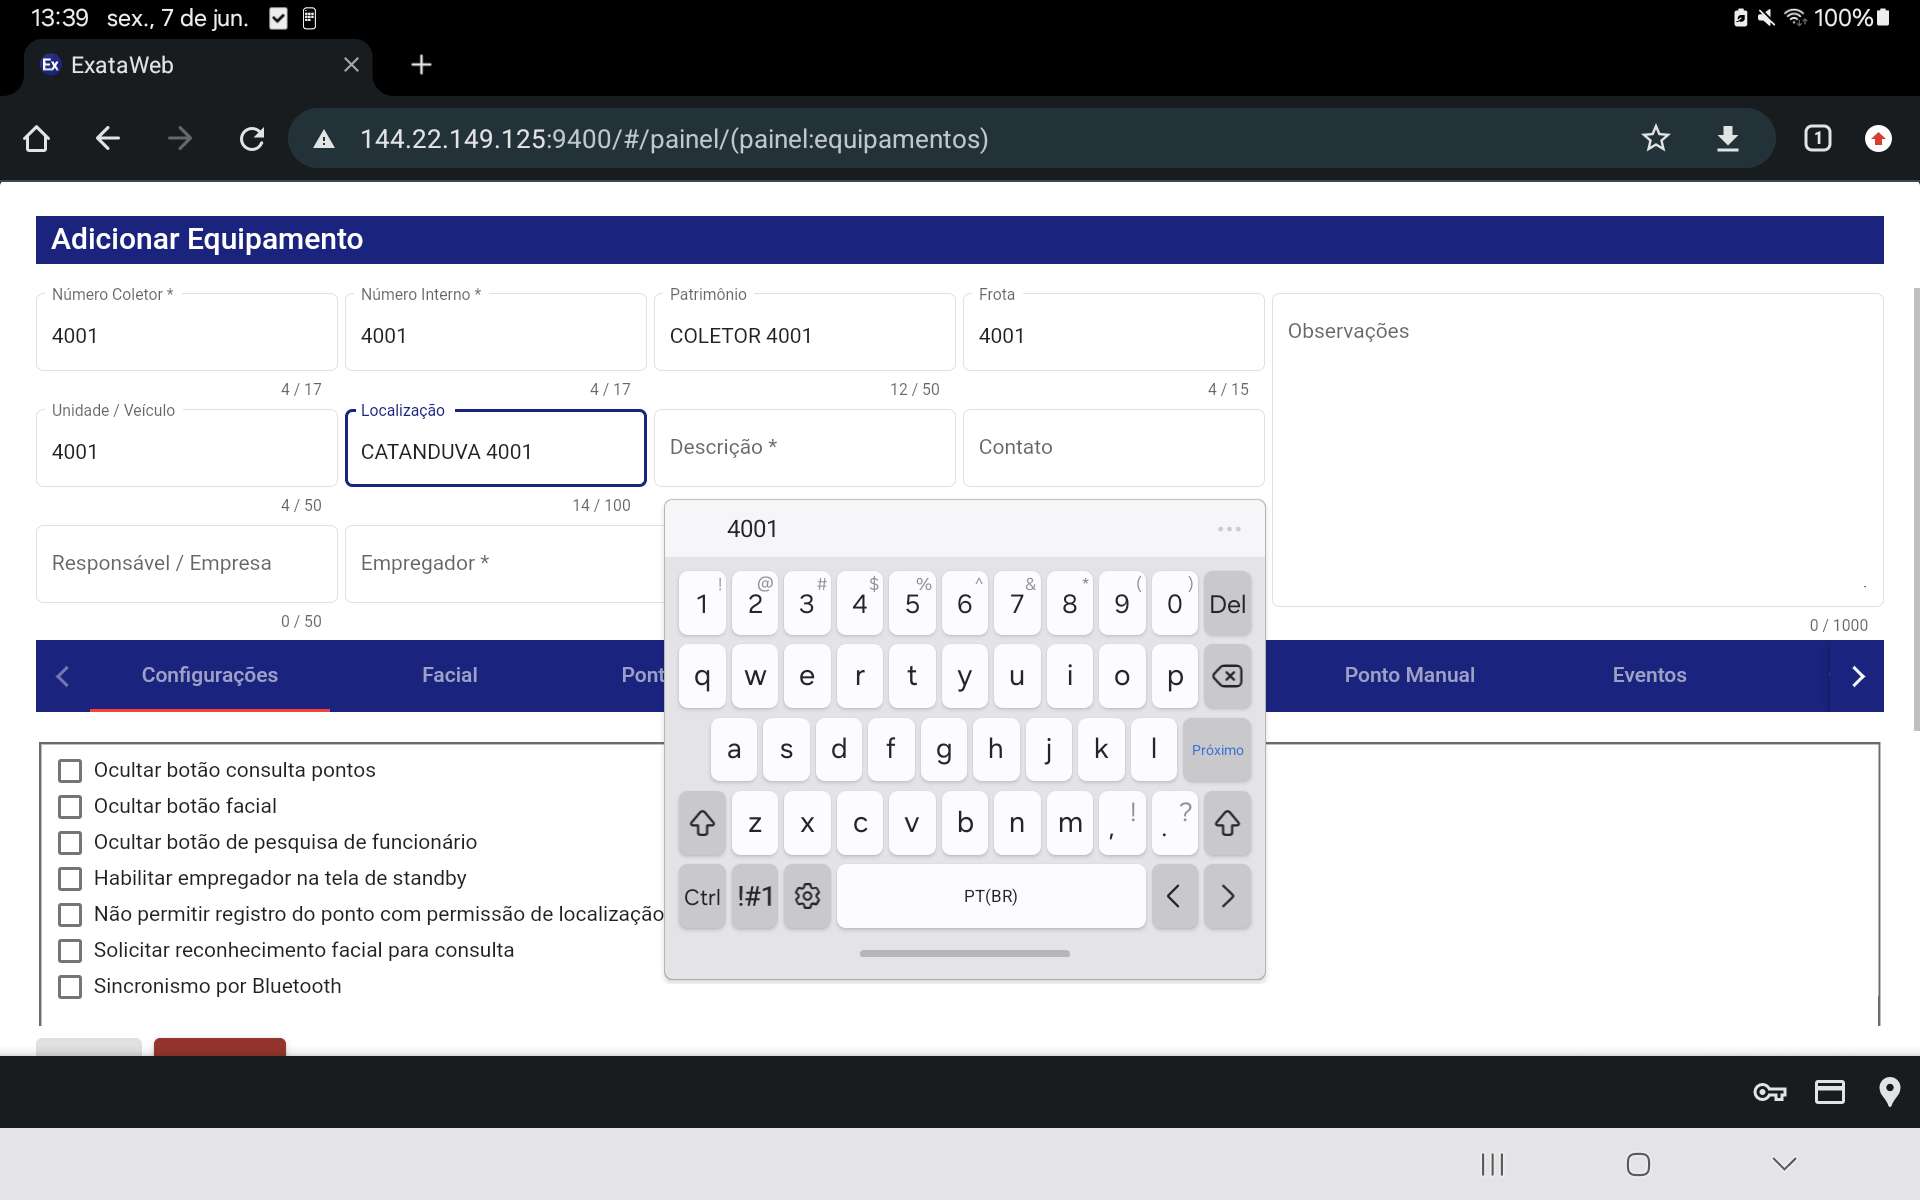 13:39 sex., 7 de jun. 100%
Ex ExataWeb
144.22.149.125:9400/#/painel/(painel:equipamentos) 1
Adicionar Equipamento
Número Coletor * Número Interno * Patrimônio Frota
4001 4001 COLETOR 4001 4001 Observações
4 / 17 4 / 17 12 / 50 4 / 15
Unidade / Veículo Localização
4001 CATANDUVA 4001 Descrição * Contato
4 / 50 14 / 100
Responsável / Empresa Empregador *
0 / 50 0 / 1000
Configurações Facial Pont Ponto Manual Eventos
Ocultar botão consulta pontos
Ocultar botão facial
Ocultar botão de pesquisa de funcionário
Habilitar empregador na tela de standby
Não permitir registro do ponto com permissão de localização
Solicitar reconhecimento facial para consulta
Sincronismo por Bluetooth
4001 ...
! @ # $ % ^ & * ( )
1 2 3 4 5 6 7 8 9 0 Del
q w e r t y u i o p
a s d f g h j k l Próximo
z x c v b n m , ! . ?
Ctrl !#1 PT(BR) < >